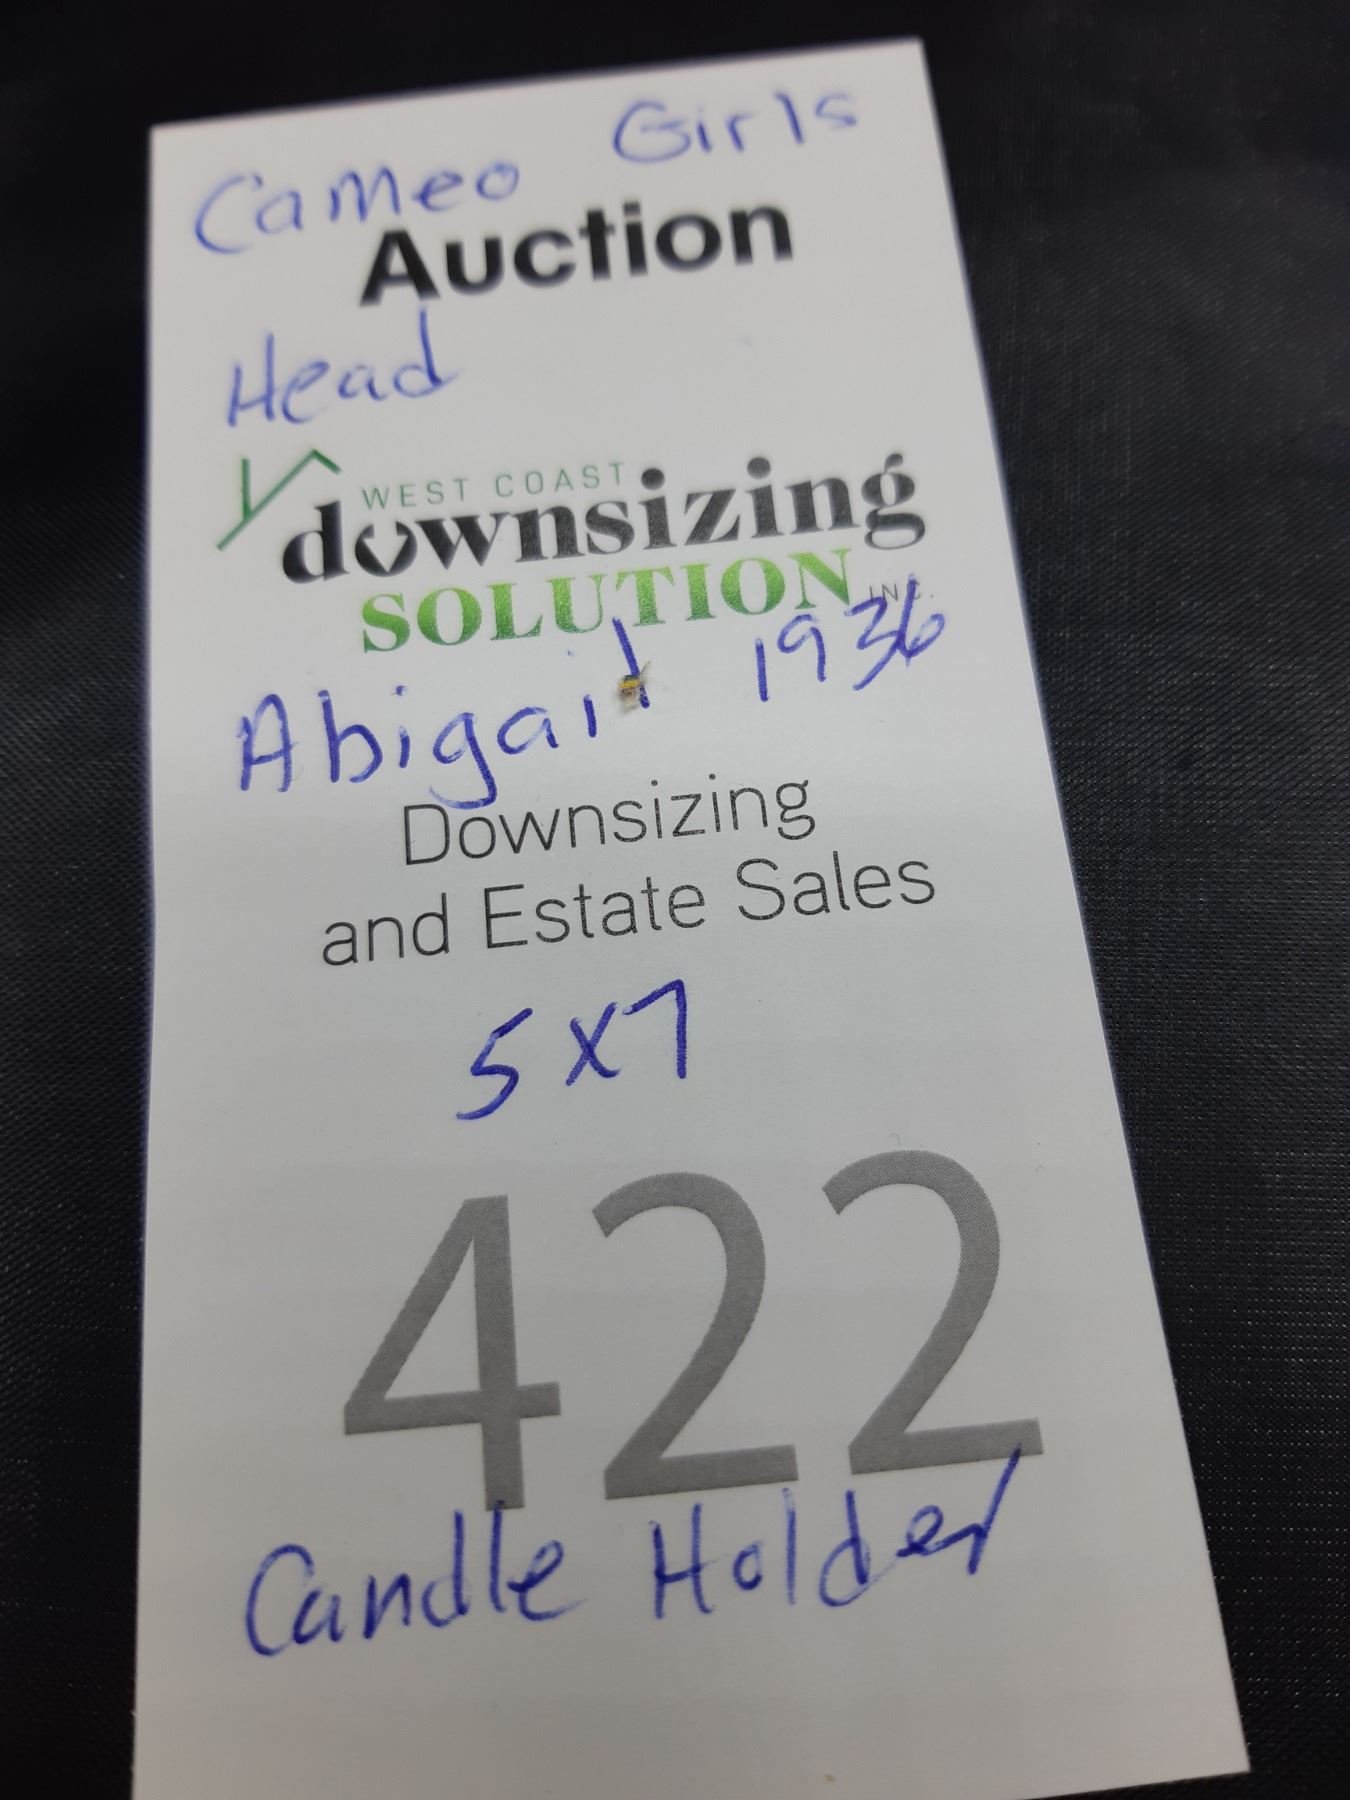 Cameo Girls
Auction
Head
WEST COAST
downsizing
SOLUTION INC.
Abigail 1936
Downsizing
and Estate Sales
5x7
422
Candle Holder